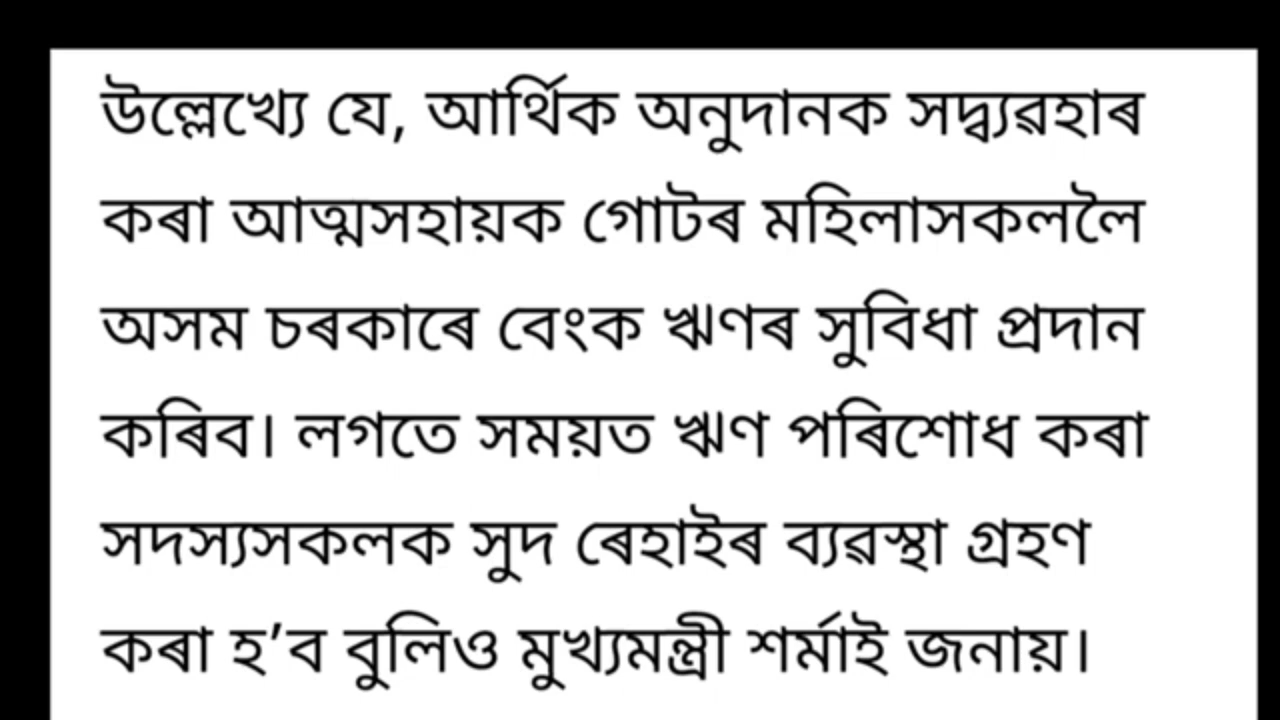 উল্লেখ্যে যে, আৰ্থিক অনুদানক সদ্ব্যৱহাৰ
কৰা আত্মসহায়ক গোটৰ মহিলাসকললৈ
অসম চৰকাৰে বেংক ঋণৰ সুবিধা প্ৰদান
কৰিব। লগতে সময়ত ঋণ পৰিশোধ কৰা
সদস্যসকলক সুদ ৰেহাইৰ ব্যৱস্থা গ্ৰহণ
কৰা হ’ব বুলিও মুখ্যমন্ত্ৰী শৰ্মাই জনায়।